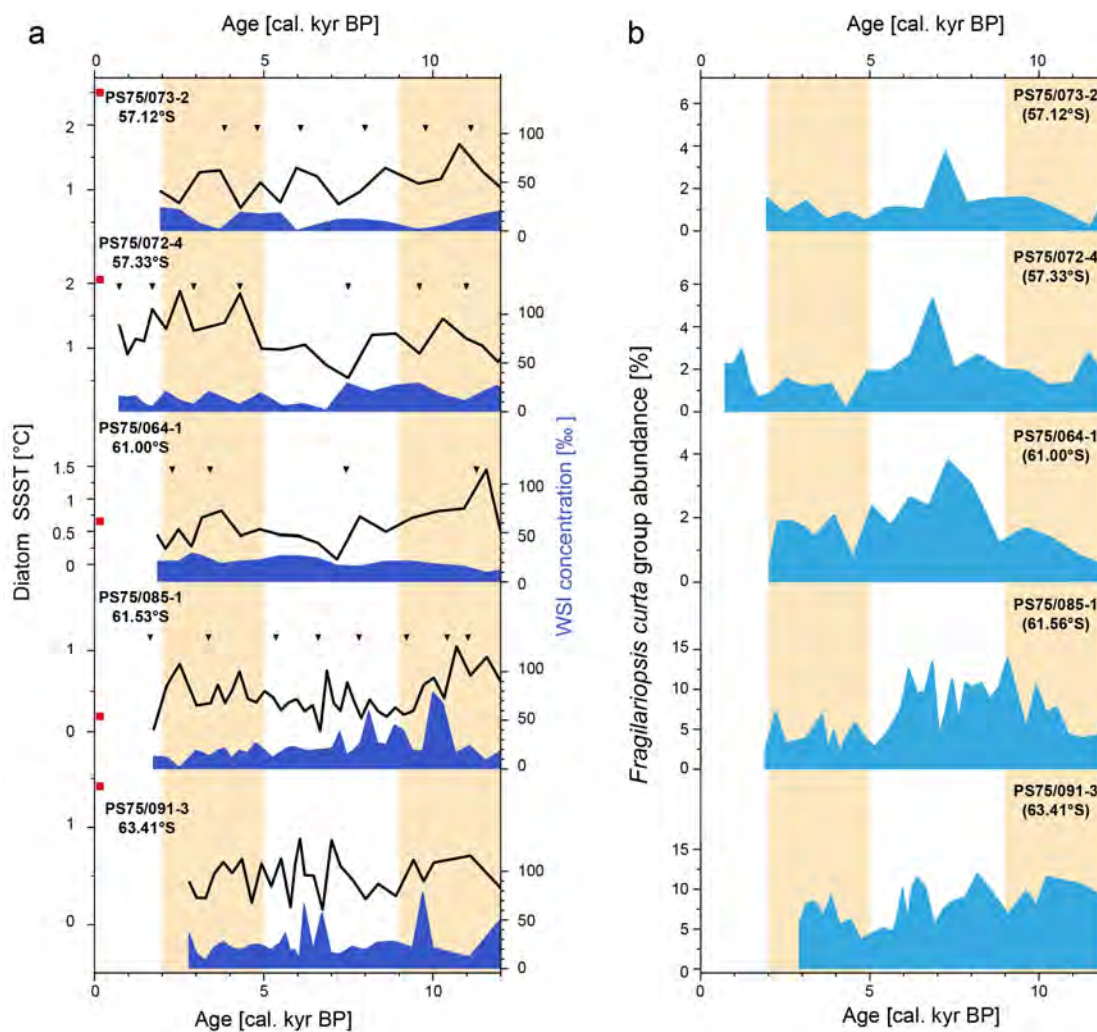 a
Age [cal. kyr BP]
0 5 10
PS75/073-2
57.12°S
2
1
100
50
0
PS75/072-4
57.33°S
2
1
100
50
0
PS75/064-1
61.00°S
1.5
1
0.5
0
100
50
0
PS75/085-1
61.53°S
1
0
100
50
0
PS75/091-3
63.41°S
1
0
100
50
0
Diatom SSST [°C]
WSI concentration [‰]
0 5 10
Age [cal. kyr BP]
b
Age [cal. kyr BP]
0 5 10
PS75/073-2
(57.12°S)
6
4
2
0
PS75/072-4
(57.33°S)
6
4
2
0
PS75/064-1
(61.00°S)
4
2
0
PS75/085-1
(61.56°S)
15
10
5
0
PS75/091-3
(63.41°S)
15
10
5
0
Fragilariopsis curta group abundance [%]
0 5 10
Age [cal. kyr BP]